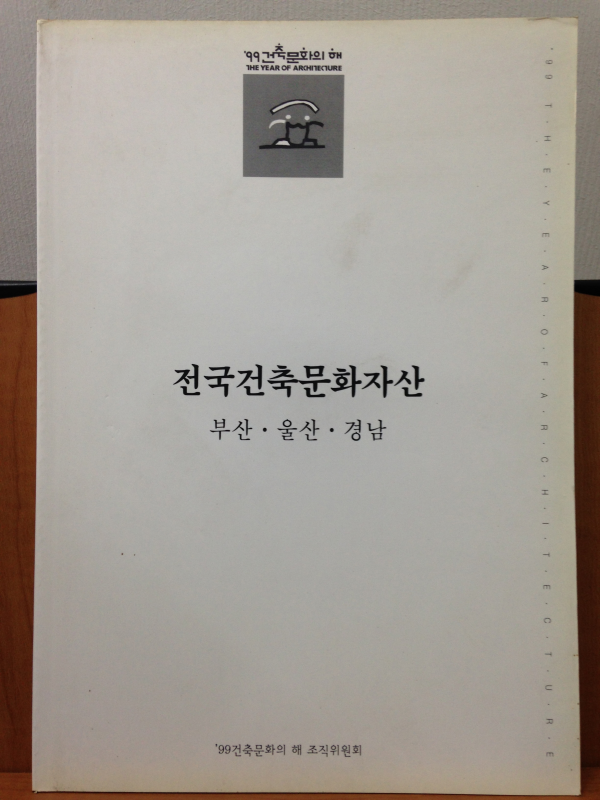 '99건축문화의 해
THE YEAR OF ARCHITECTURE
전국건축문화자산
부산·울산·경남
'99건축문화의 해 조직위원회
'99·T·H·E·Y·E·A·R·O·F·A·R·C·H·I·T·E·C·T·U·R·E